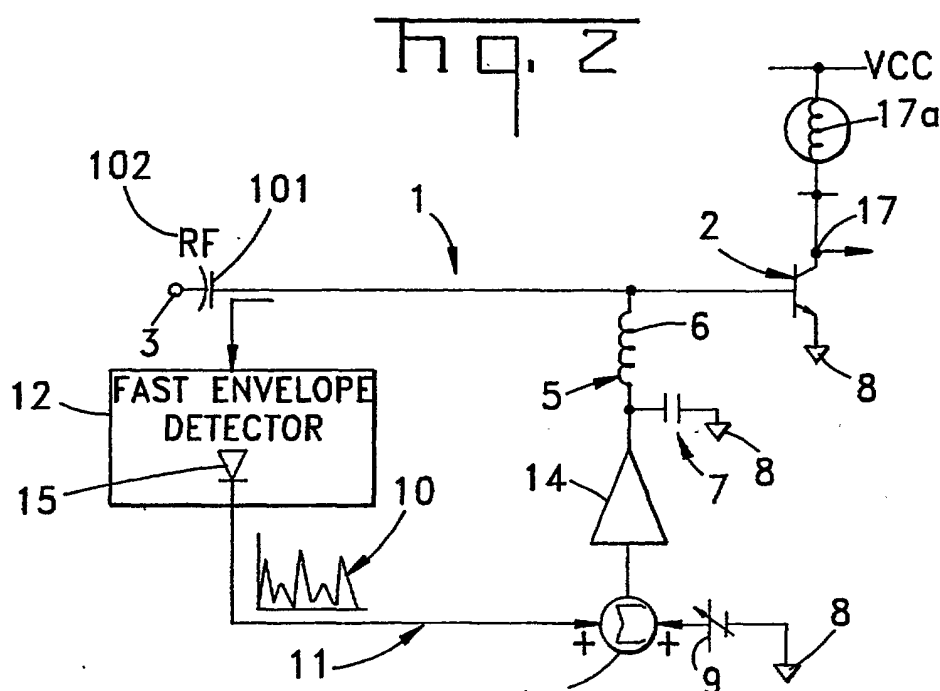 Fig. 2
VCC
17a
102
101
RF
1
2
17
3
6
8
5
12
FAST ENVELOPE
DETECTOR
15
14
7
8
10
11
+
Σ
+
9
8